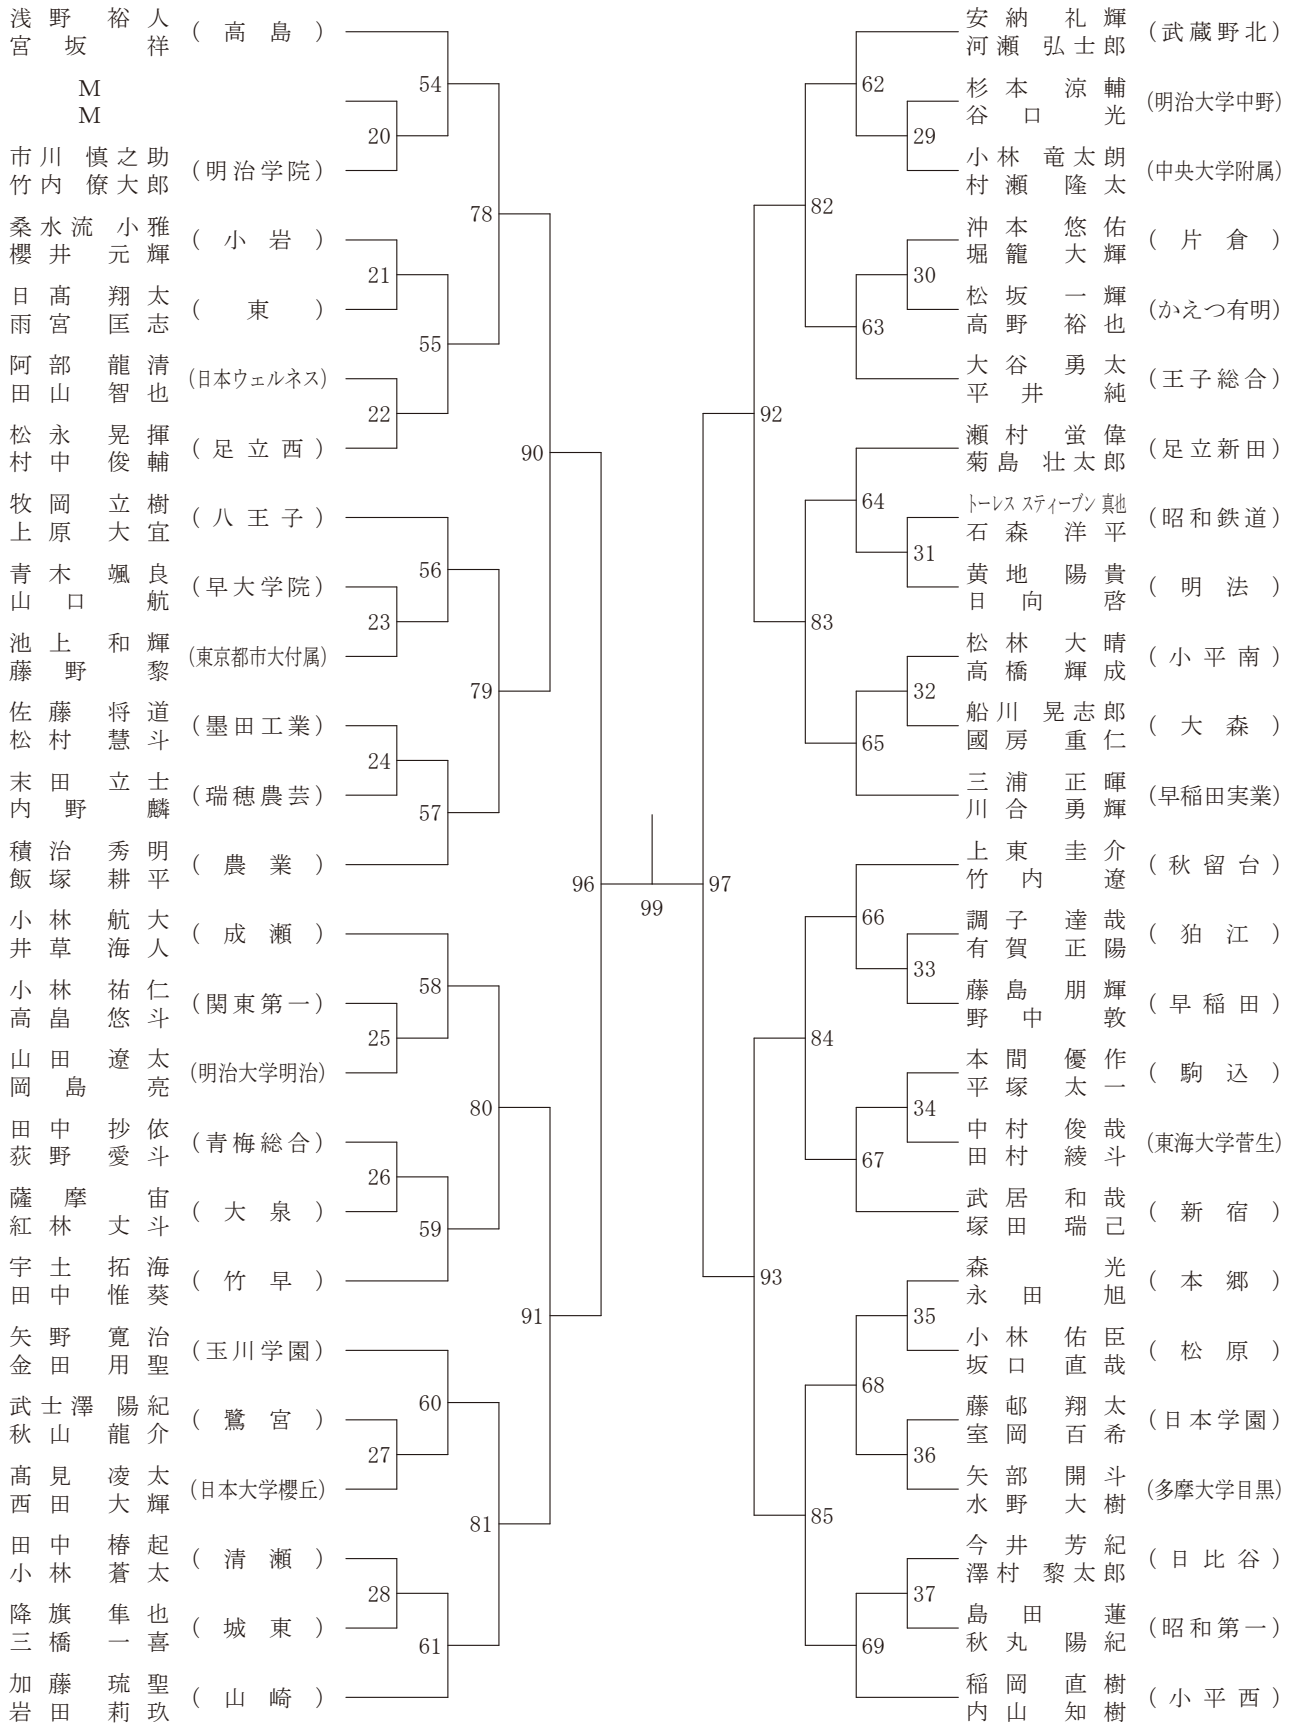 浅野 裕人
宮坂 祥
(高島)
M
M
市川 慎之助
竹内 僚大郎
(明治学院)
桑水流 小雅
櫻井 元輝
(小岩)
日髙 翔太
雨宮 匡志
(東)
阿部 龍清
田山 智也
(日本ウェルネス)
松永 晃揮
村中 俊輔
(足立西)
牧岡 立樹
上原 大宜
(八王子)
青木 颯良
山口 航
(早大学院)
池上 和輝
藤野 黎
(東京都市大付属)
佐藤 将道
松村 慧斗
(墨田工業)
末田 立士
内野 麟
(瑞穂農芸)
積治 秀明
飯塚 耕平
(農業)
小林 航大
井草 海人
(成瀬)
小林 祐仁
高畠 悠斗
(関東第一)
山田 遼太
岡島 亮
(明治大学明治)
田中 抄依
荻野 愛斗
(青梅総合)
薩摩 宙
紅林 丈斗
(大泉)
宇土 拓海
田中 惟葵
(竹早)
矢野 寛治
金田 用聖
(玉川学園)
武士澤 陽紀
秋山 龍介
(鷺宮)
髙見 凌太
西田 大輝
(日本大学櫻丘)
田中 椿起
小林 蒼太
(清瀬)
降旗 隼也
三橋 一喜
(城東)
加藤 琉聖
岩田 莉玖
(山崎)
54
20
78
21
55
22
90
56
23
79
24
57
96
58
25
80
26
59
91
60
27
81
28
61
99
97
62
29
82
30
63
92
64
31
83
32
65
66
33
84
34
67
93
35
68
36
85
37
69
安納 礼輝
河瀬 弘士郎
(武蔵野北)
杉本 涼輔
谷口 光
(明治大学中野)
小林 竜太朗
村瀬 隆太
(中央大学附属)
沖本 悠佑
堀籠 大輝
(片倉)
松坂 一輝
高野 裕也
(かえつ有明)
大谷 勇太
平井 純
(王子総合)
瀬村 蛍偉
菊島 壮太郎
(足立新田)
トーレス スティーブン 真也
石森 洋平
(昭和鉄道)
黄地 陽貴
日向 啓
(明法)
松林 大晴
高橋 輝成
(小平南)
船川 晃志郎
國房 重仁
(大森)
三浦 正暉
川合 勇輝
(早稲田実業)
上東 圭介
竹内 遼
(秋留台)
調子 達哉
有賀 正陽
(狛江)
藤島 朋輝
野中 敦
(早稲田)
本間 優作
平塚 太一
(駒込)
中村 俊哉
田村 綾斗
(東海大学菅生)
武居 和哉
塚田 瑞己
(新宿)
森 光
永田 旭
(本郷)
小林 佑臣
坂口 直哉
(松原)
藤邨 翔太
室岡 百希
(日本学園)
矢部 開斗
水野 大樹
(多摩大学目黒)
今井 芳紀
澤村 黎太郎
(日比谷)
島田 蓮
秋丸 陽紀
(昭和第一)
稲岡 直樹
内山 知樹
(小平西)